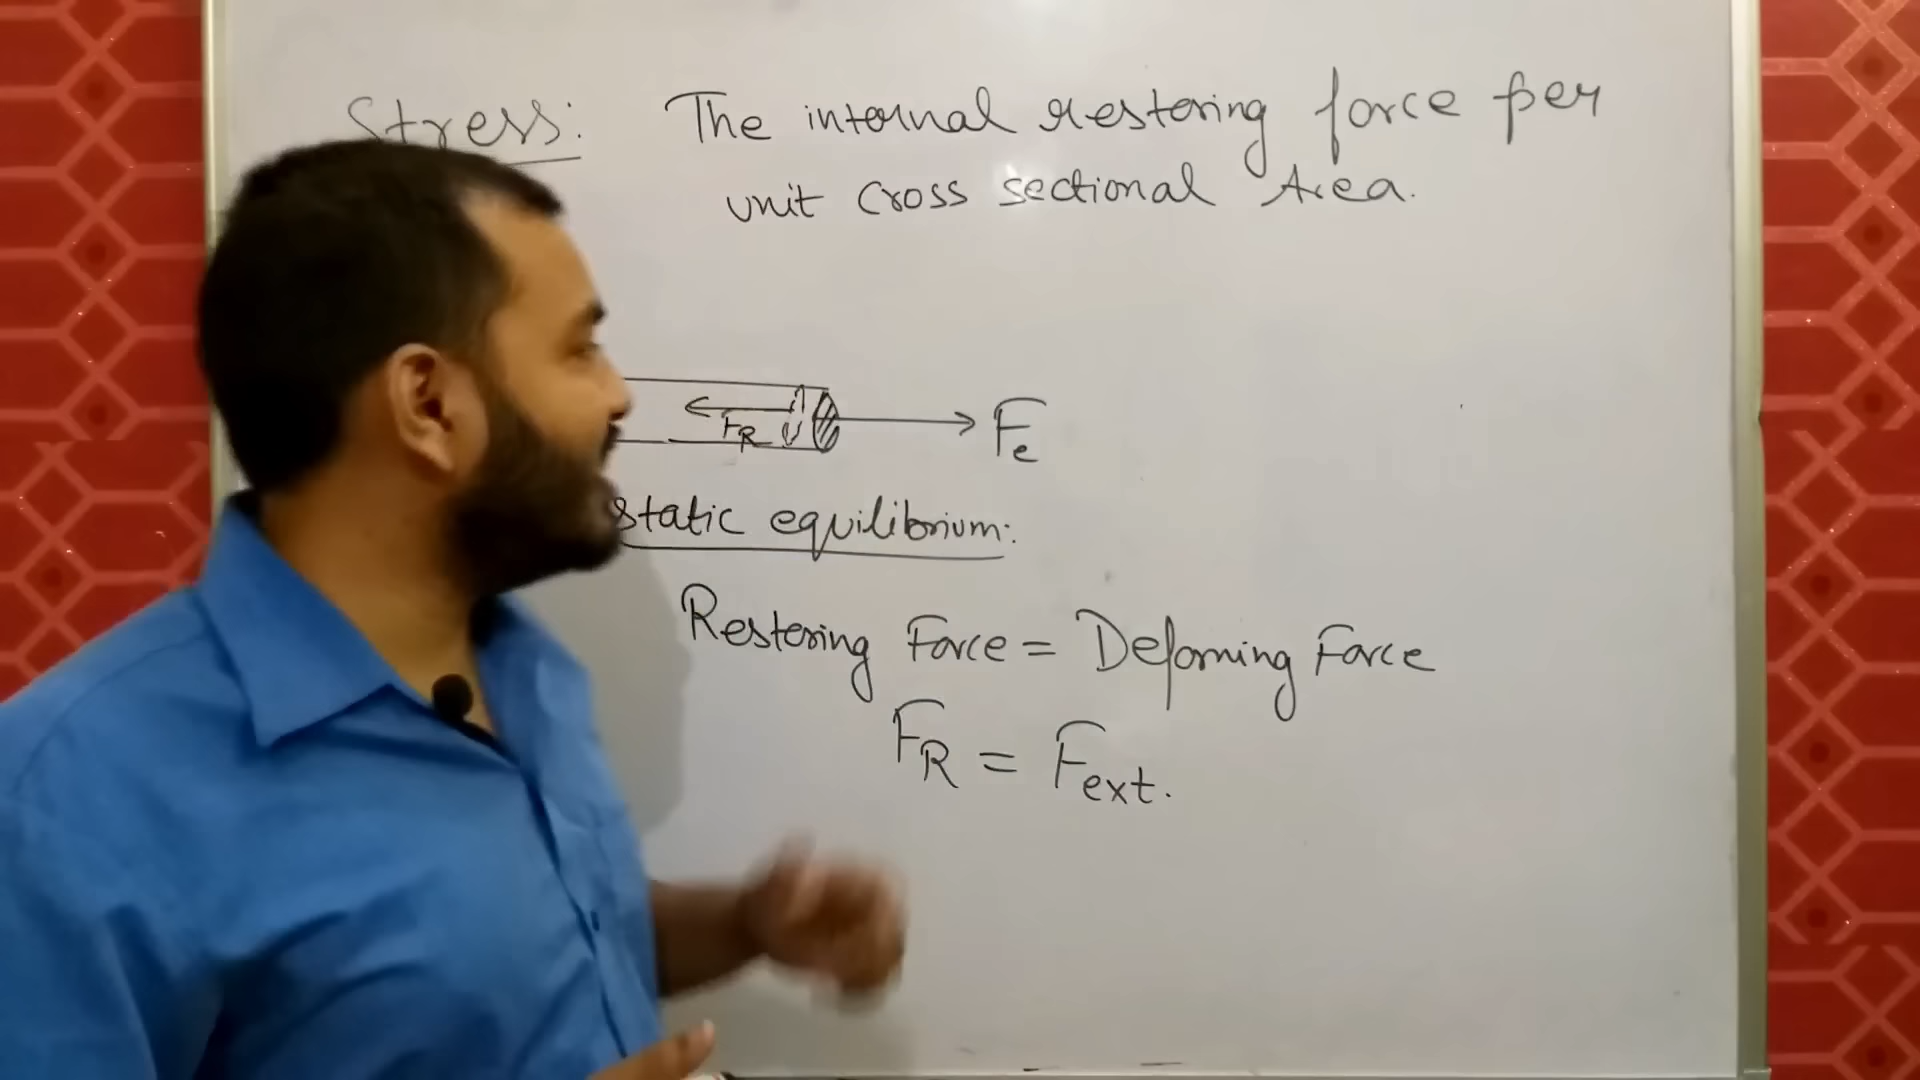 Stress: The internal restoring force per
unit cross sectional Area.
FR
Fe
static equilibrium:
Restoring Force = Deforming Force
FR = Fext.